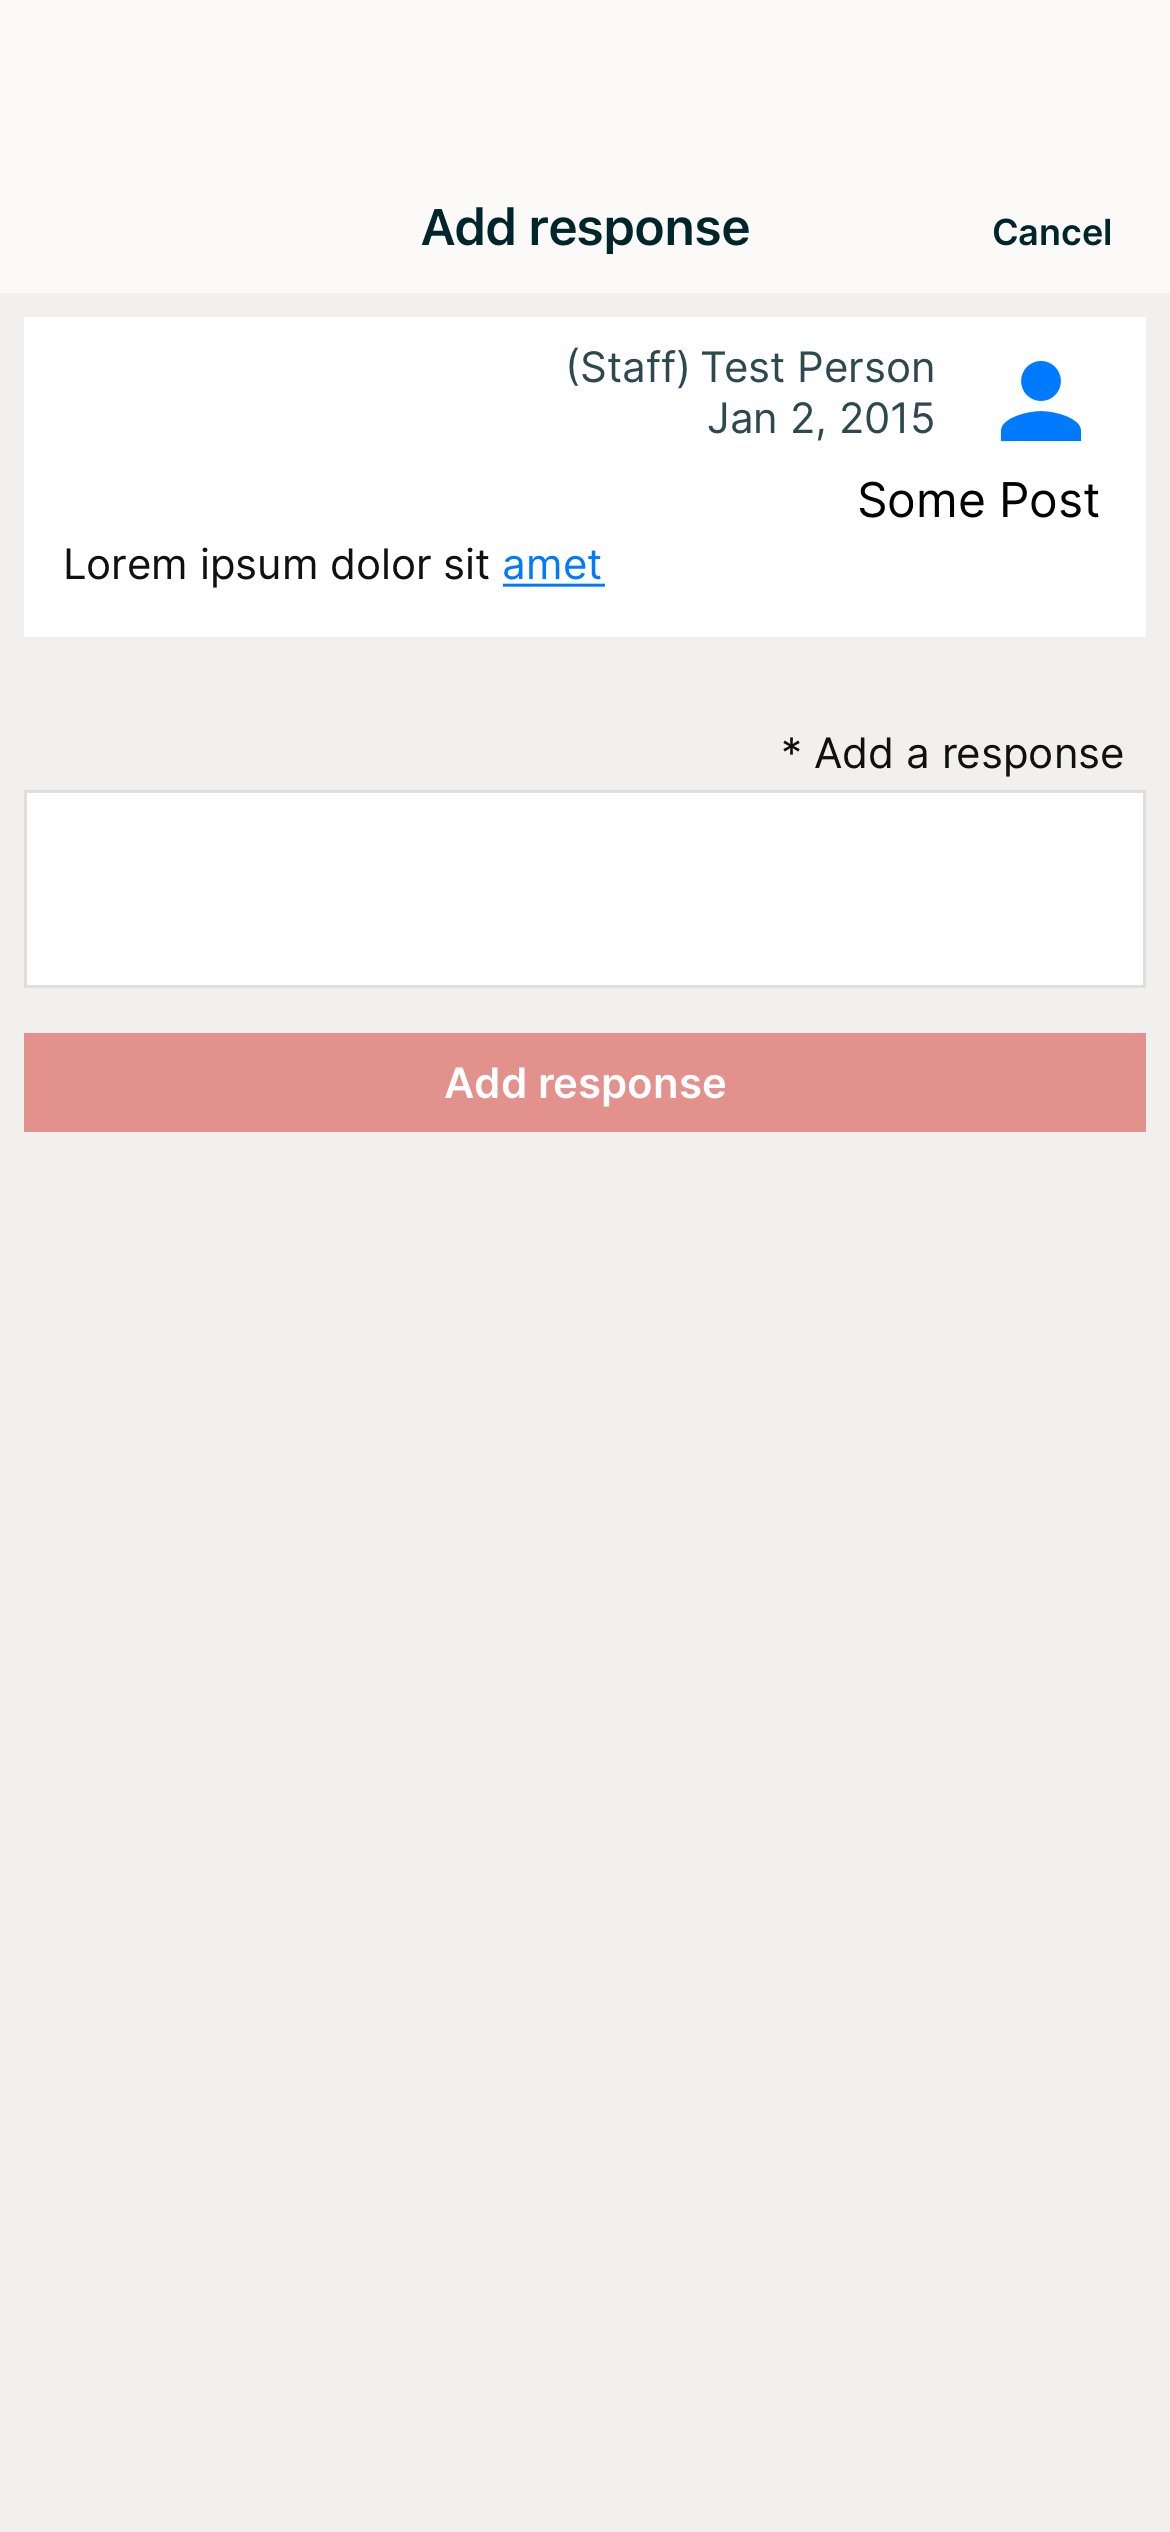 Add response
Cancel
(Staff) Test Person
Jan 2, 2015
Some Post
Lorem ipsum dolor sit amet
* Add a response
Add response